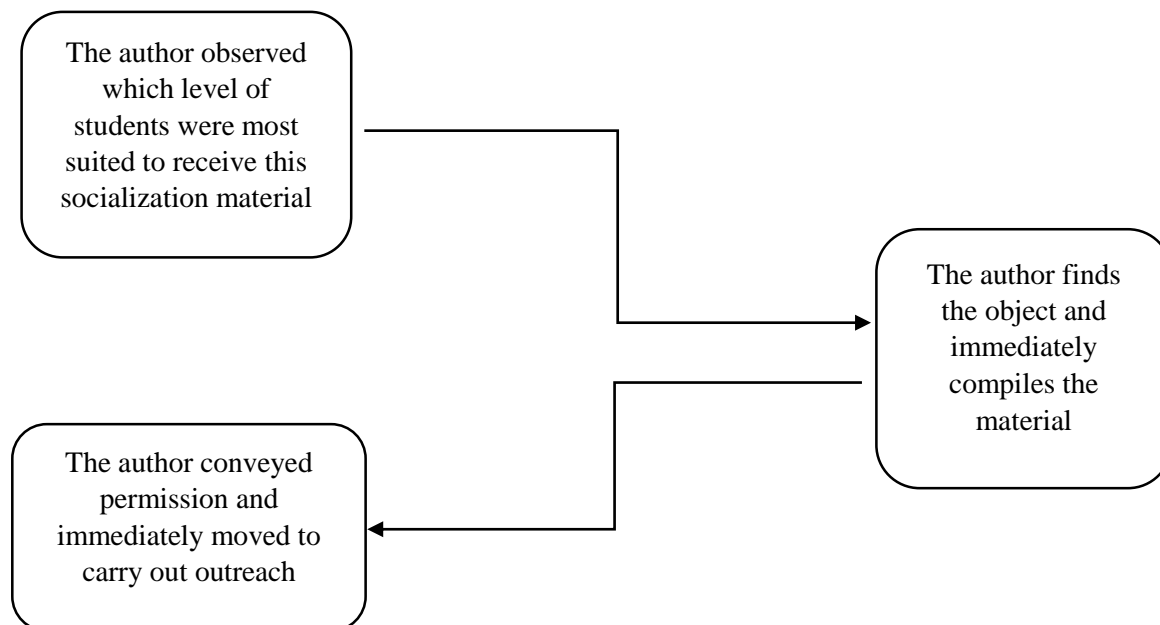 The author observed
which level of
students were most
suited to receive this
socialization material
The author finds
the object and
immediately
compiles the
material
The author conveyed
permission and
immediately moved to
carry out outreach